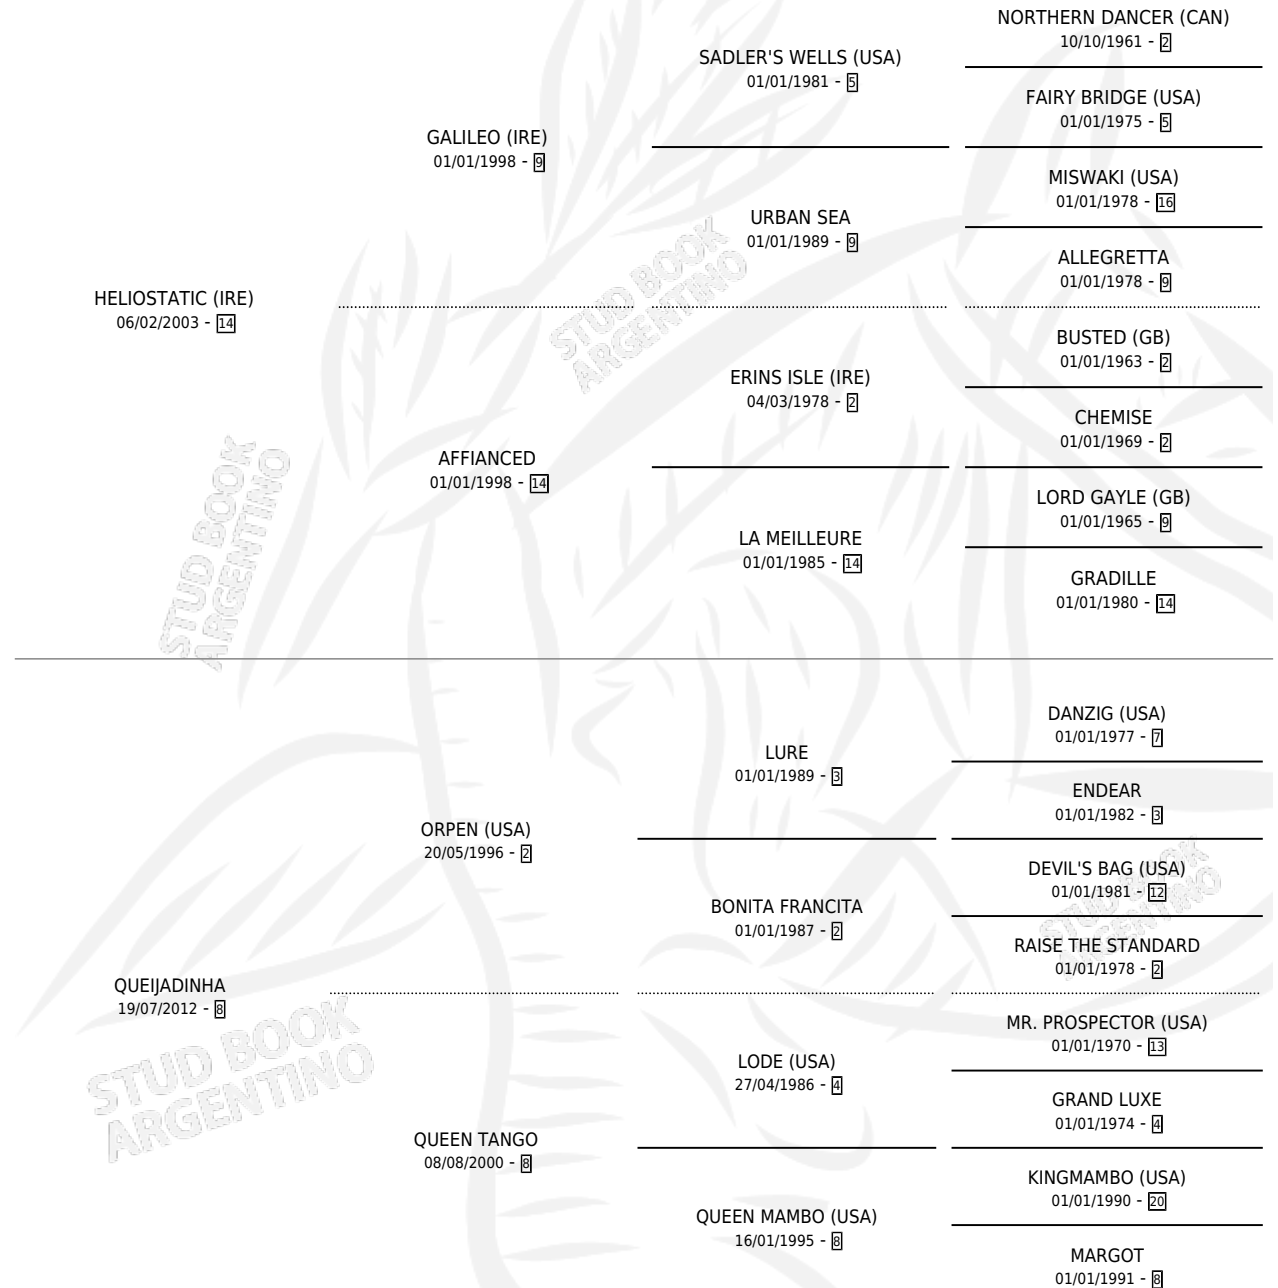 NORTHERN DANCER (CAN)
10/10/1961 - 2
SADLER'S WELLS (USA)
01/01/1981 - 5
FAIRY BRIDGE (USA)
01/01/1975 - 5
GALILEO (IRE)
01/01/1998 - 9
MISWAKI (USA)
01/01/1978 - 16
URBAN SEA
01/01/1989 - 9
ALLEGRETTA
01/01/1978 - 9
HELIOSTATIC (IRE)
06/02/2003 - 14
BUSTED (GB)
01/01/1963 - 2
ERINS ISLE (IRE)
04/03/1978 - 2
CHEMISE
01/01/1969 - 2
AFFIANCED
01/01/1998 - 14
LORD GAYLE (GB)
01/01/1965 - 9
LA MEILLEURE
01/01/1985 - 14
GRADILLE
01/01/1980 - 14
DANZIG (USA)
01/01/1977 - 7
LURE
01/01/1989 - 3
ENDEAR
01/01/1982 - 3
ORPEN (USA)
20/05/1996 - 2
DEVIL'S BAG (USA)
01/01/1981 - 12
BONITA FRANCITA
01/01/1987 - 2
RAISE THE STANDARD
01/01/1978 - 2
QUEIJADINHA
19/07/2012 - 8
MR. PROSPECTOR (USA)
01/01/1970 - 13
LODE (USA)
27/04/1986 - 4
GRAND LUXE
01/01/1974 - 4
QUEEN TANGO
08/08/2000 - 8
KINGMAMBO (USA)
01/01/1990 - 20
QUEEN MAMBO (USA)
16/01/1995 - 8
MARGOT
01/01/1991 - 8
STUD BOOK
ARGENTINO
STUD BOOK
ARGENTINO
STUD BOOK
ARGENTINO
STUD BOOK
ARGENTINO